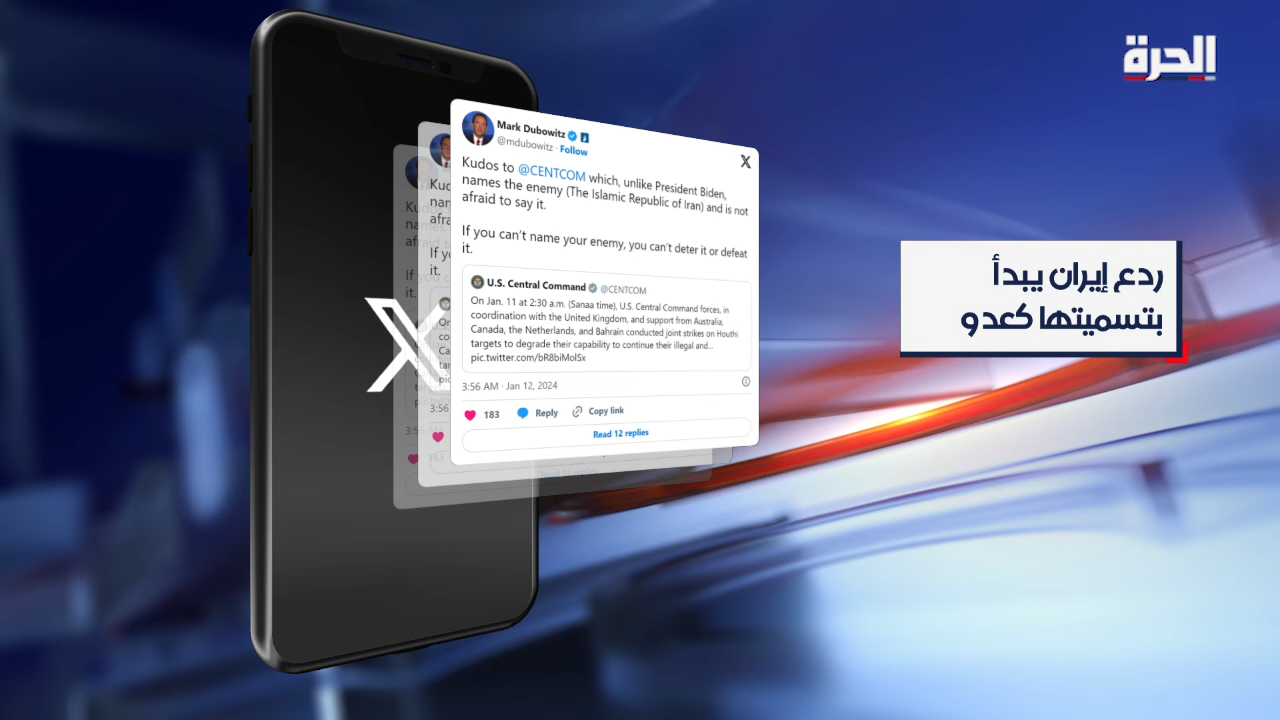 الحرة
Mark Dubowitz
@mdubowitz · Follow
X
Kudos to @CENTCOM which, unlike President Biden,
names the enemy (The Islamic Republic of Iran) and is not
afraid to say it.
If you can't name your enemy, you can't deter it or defeat
it.
U.S. Central Command @CENTCOM
On Jan. 11 at 2:30 a.m. (Sanaa time), U.S. Central Command forces, in
coordination with the United Kingdom, and support from Australia,
Canada, the Netherlands, and Bahrain conducted joint strikes on Houthi
targets to degrade their capability to continue their illegal and...
pic.twitter.com/bR8biMolSx
3:56 AM · Jan 12, 2024
183 Reply Copy link
Read 12 replies
X
ردع إيران يبدأ
بتسميتها كعدو